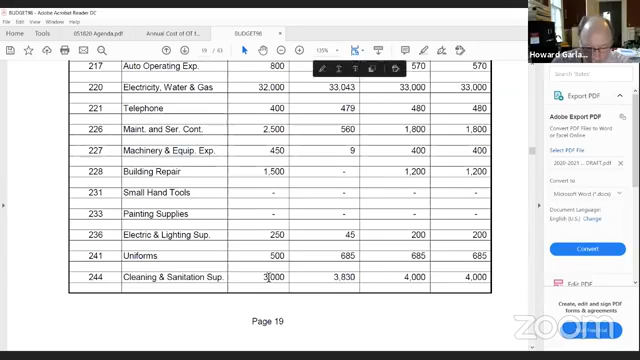 BUDGET96 - Adobe Acrobat Reader DC
File Edit View Window Help
Home Tools 051820 Agenda.pdf Annual Cost of OT f... BUDGET96 ×
19 / 63 135%
Howard Garla
217 Auto Operating Exp. 800 570 570
220 Electricity, Water & Gas 32,000 33,043 33,000 33,000
221 Telephone 400 479 480 480
226 Maint. and Ser. Cont. 2,500 560 1,800 1,800
227 Machinery & Equip. Exp. 450 9 400 400
228 Building Repair 1,500 - 1,200 1,200
231 Small Hand Tools - - - -
233 Painting Supplies - - - -
236 Electric & Lighting Sup. 250 45 200 200
241 Uniforms 500 685 685 685
244 Cleaning & Sanitation Sup. 3,000 3,830 4,000 4,000
Page 19
Export PDF
Adobe Export PDF
Convert PDF Files to Word
or Excel Online
Select PDF File
2020-2021 ... DRAFT.pdf ×
Convert to
Microsoft Word (*.docx)
Document Language:
English (U.S.) Change
Convert
Edit PDF
Create, edit and sign PDF
forms & agreements
zoom